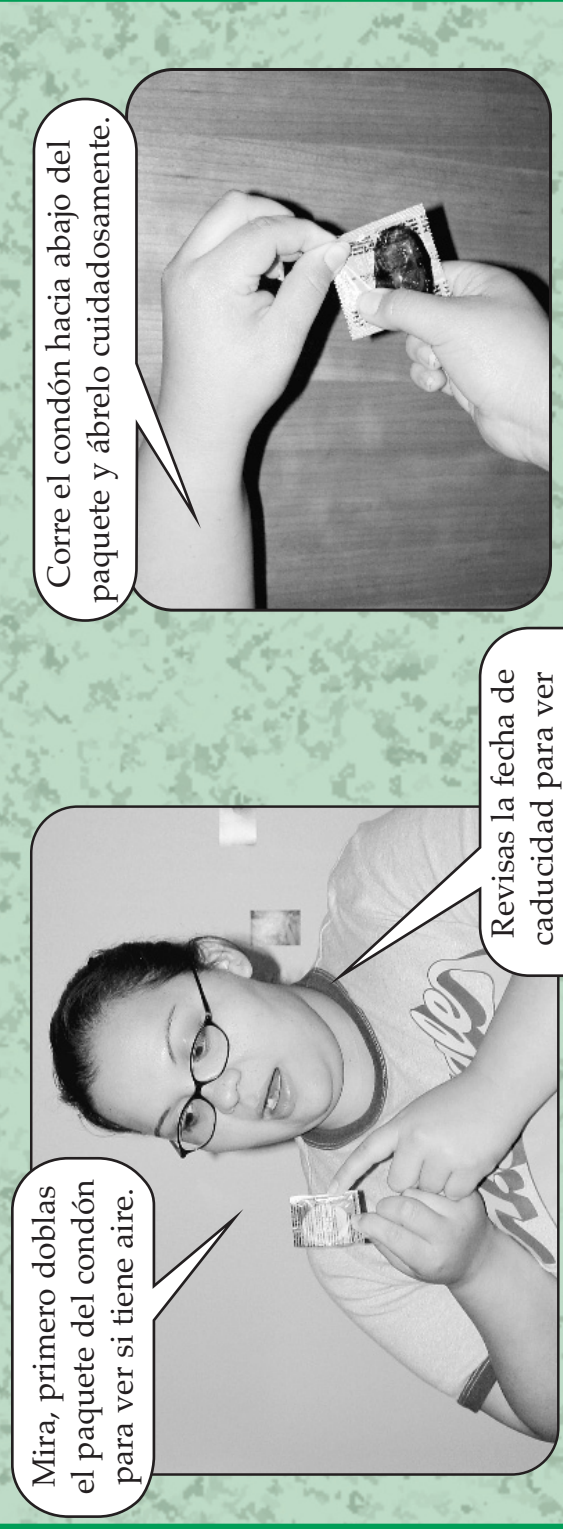 Mira, primero doblas
el paquete del condón
para ver si tiene aire.
Revisas la fecha de
caducidad para ver
Corre el condón hacia abajo del
paquete y ábrelo cuidadosamente.